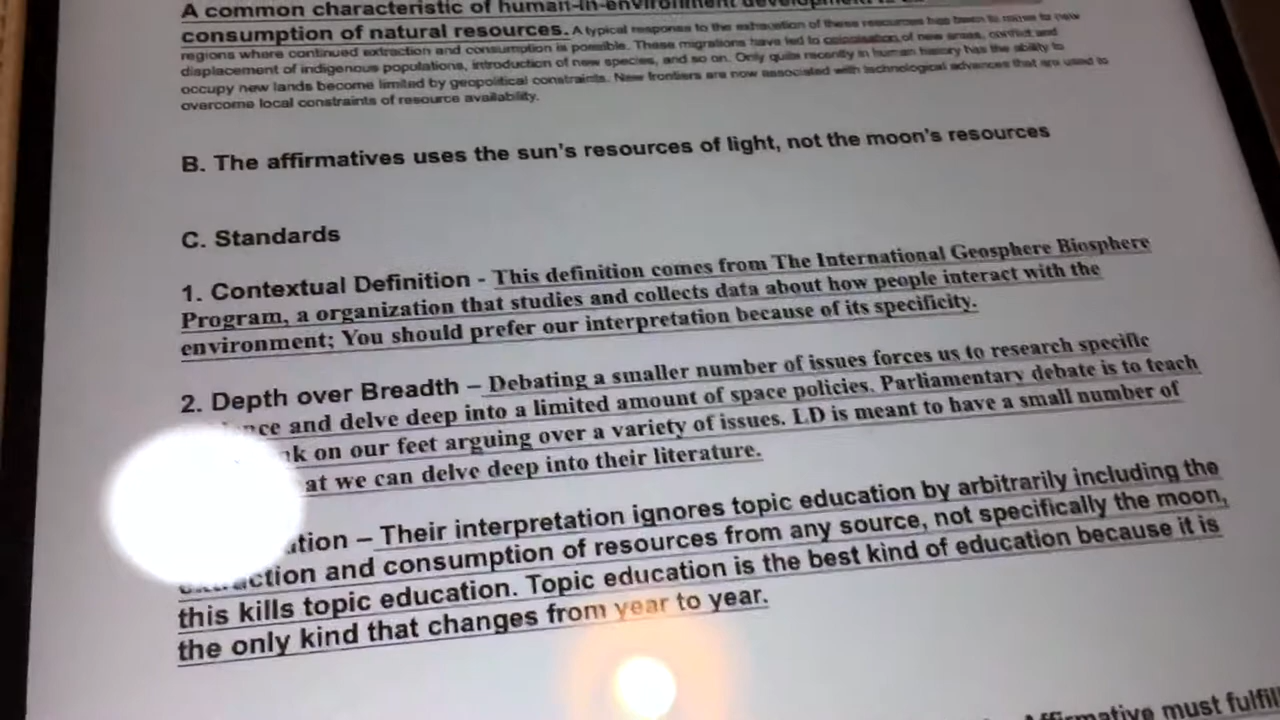 A common characteristic of human-in-environment development is
consumption of natural resources. A typical response to the exhaustion of these resources has been to move to new
regions where continued extraction and consumption is possible. These migrations have led to colonisation of new areas, conflict and
displacement of indigenous populations, introduction of new species, and so on. Only quite recently in human history has the ability to
occupy new lands become limited by geopolitical constraints. New frontiers are now associated with technological advances that are used to
overcome local constraints of resource availability.
B. The affirmatives uses the sun's resources of light, not the moon's resources
C. Standards
1. Contextual Definition - This definition comes from The International Geosphere Biosphere
Program, a organization that studies and collects data about how people interact with the
environment; You should prefer our interpretation because of its specificity.
2. Depth over Breadth – Debating a smaller number of issues forces us to research specific
and delve deep into a limited amount of space policies. Parliamentary debate is to teach
on our feet arguing over a variety of issues. LD is meant to have a small number of
at we can delve deep into their literature.
– Their interpretation ignores topic education by arbitrarily including the
and consumption of resources from any source, not specifically the moon,
this kills topic education. Topic education is the best kind of education because it is
the only kind that changes from year to year.
Affirmative must fulfill